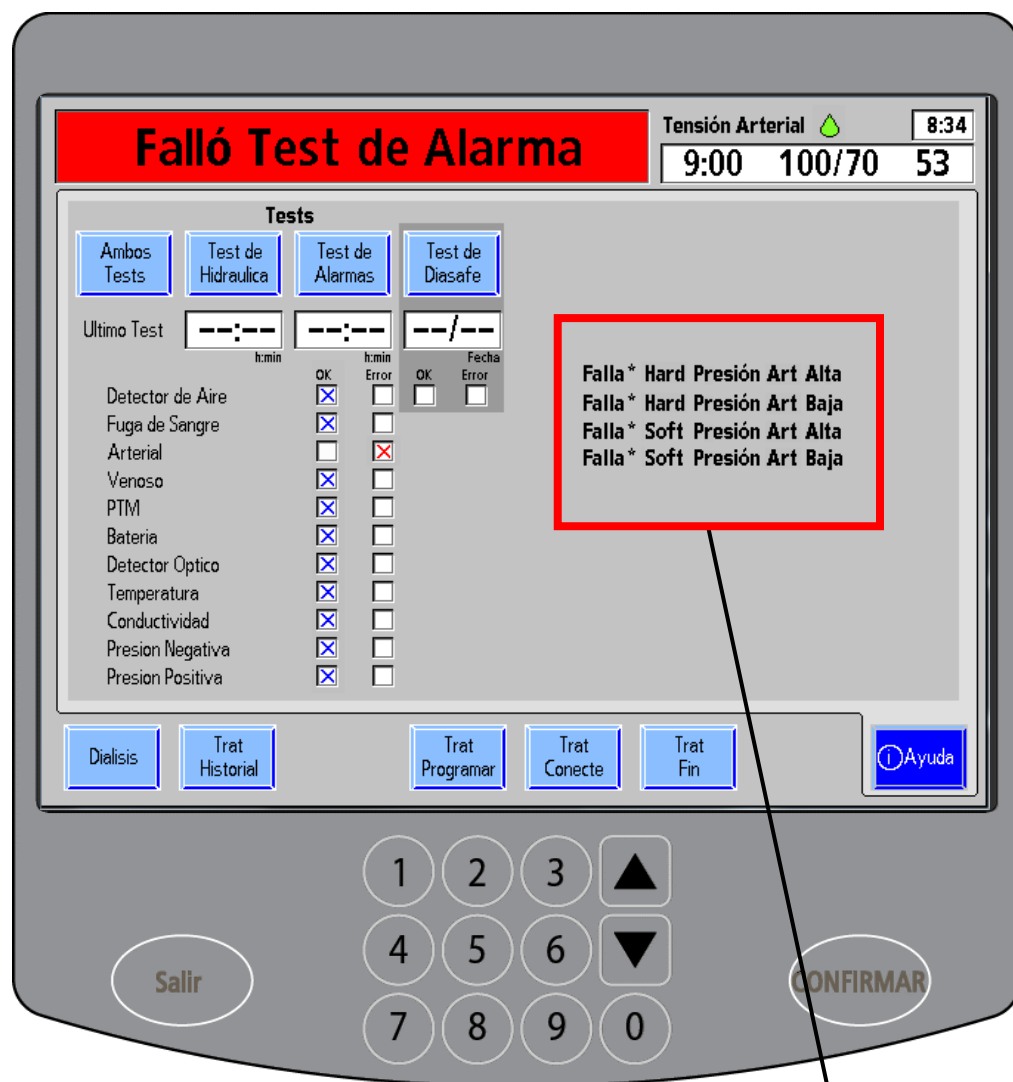 Falló Test de Alarma
Tensión Arterial
8:34
9:00 100/70 53
Tests
Ambos Tests
Test de Hidraulica
Test de Alarmas
Test de Diasafe
Ultimo Test --:-- --:-- --/--
h:min h:min Fecha
OK Error OK Error
Detector de Aire
Fuga de Sangre
Arterial
Venoso
PTM
Bateria
Detector Optico
Temperatura
Conductividad
Presion Negativa
Presion Positiva
Falla* Hard Presión Art Alta
Falla* Hard Presión Art Baja
Falla* Soft Presión Art Alta
Falla* Soft Presión Art Baja
Dialisis
Trat Historial
Trat Programar
Trat Conecte
Trat Fin
i Ayuda
1 2 3
4 5 6
7 8 9 0
Salir
CONFIRMAR